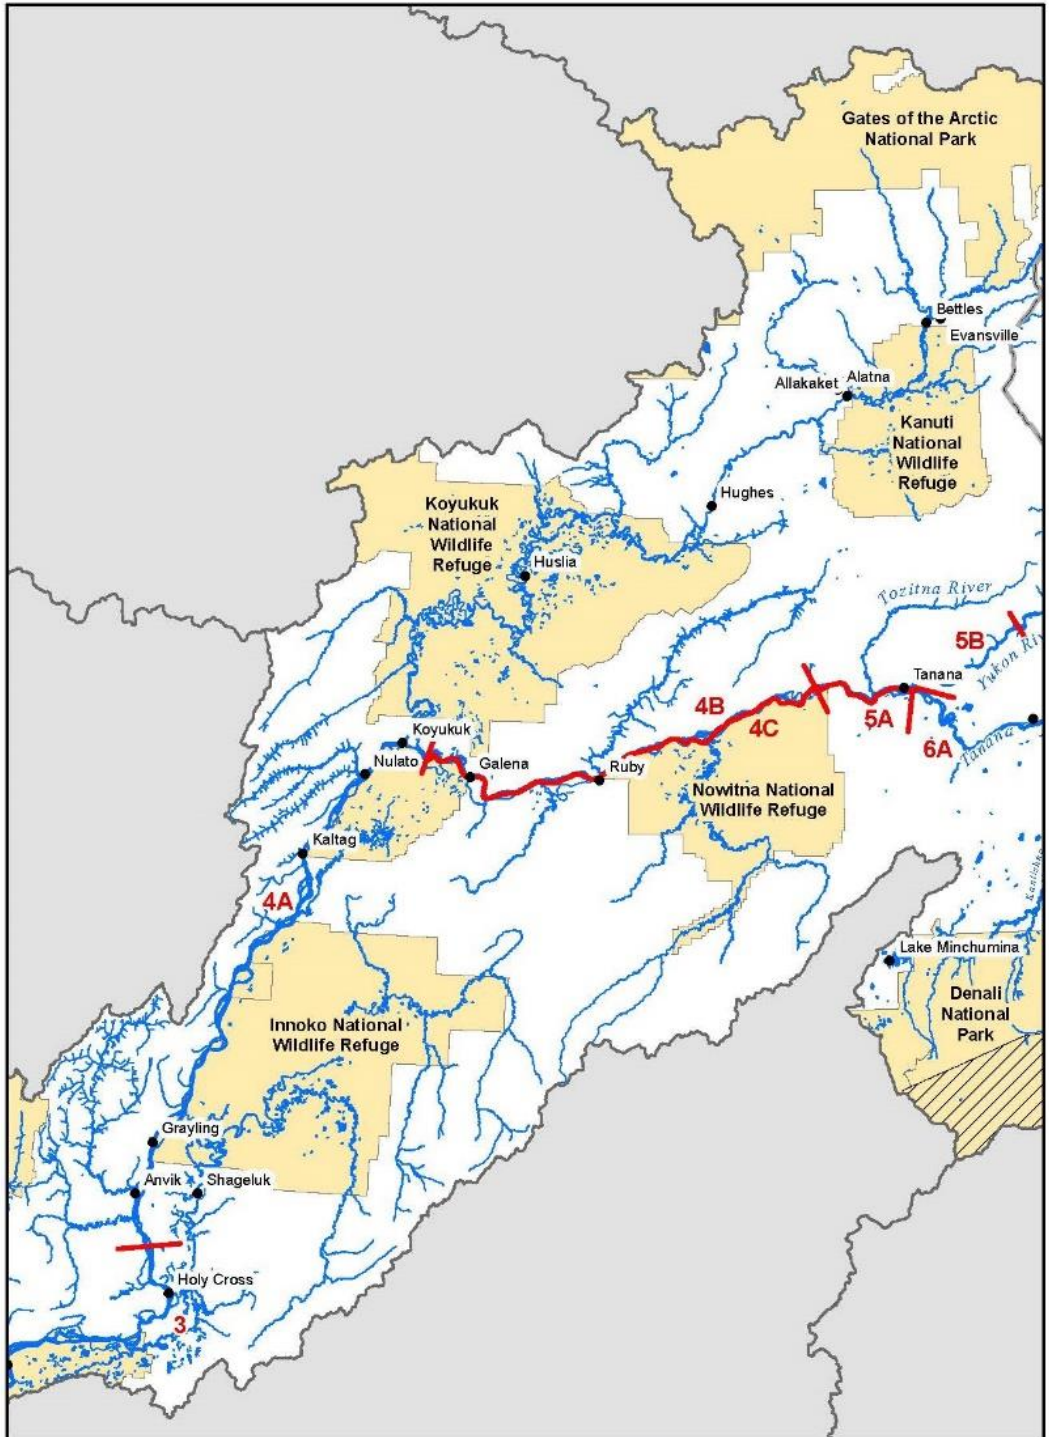 Gates of the Arctic
National Park
Bettles
Evansville
Allakaket
Alatna
Kanuti
National
Wildlife
Refuge
Hughes
Koyukuk
National
Wildlife
Refuge
Huslia
Tozitna River
5B
Yukon Riv
Tanana
4B
4C
5A
6A
Tanana
Koyukuk
Nulato
Galena
Ruby
Nowitna National
Wildlife Refuge
Kaltag
4A
Kantishna
Lake Minchumina
Denali
National
Park
Innoko National
Wildlife Refuge
Grayling
Anvik
Shageluk
Holy Cross
3